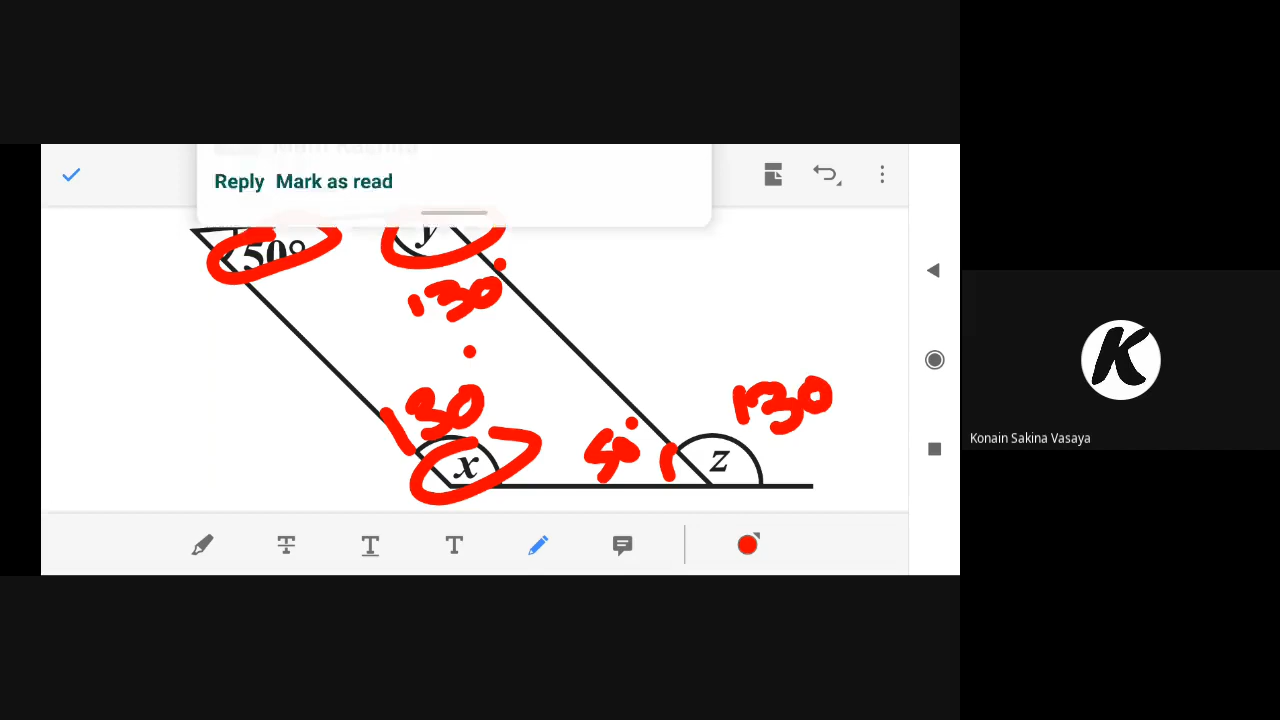 Reply Mark as read
50°
y
130°
130°
x
50°
130
z
T T T
K
Konain Sakina Vasaya